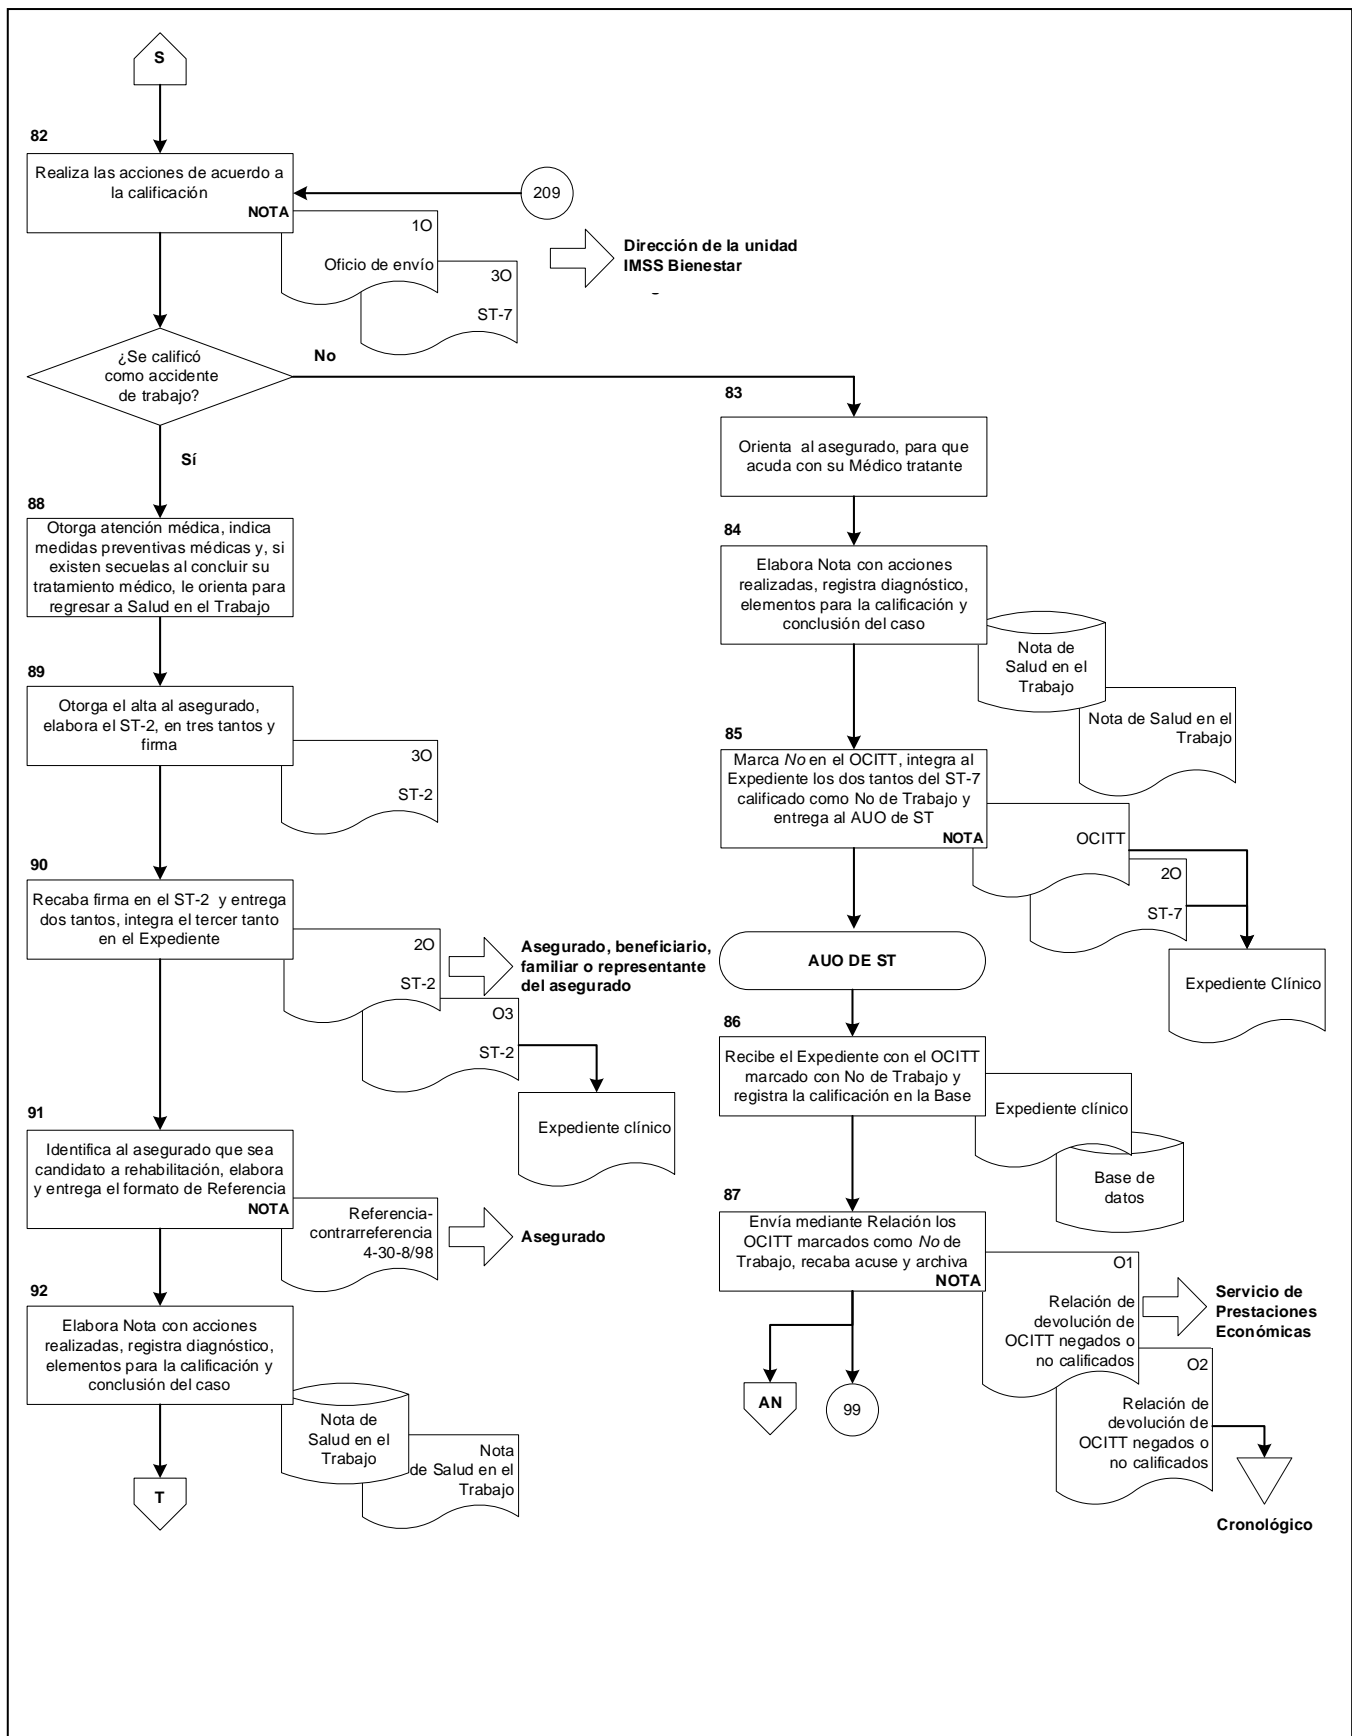 S
82
Realiza las acciones de acuerdo a
la calificación
NOTA
209
1O
Oficio de envío
3O
ST-7
Dirección de la unidad
IMSS Bienestar
¿Se calificó
como accidente
de trabajo?
No
Sí
83
Orienta al asegurado, para que
acuda con su Médico tratante
84
Elabora Nota con acciones
realizadas, registra diagnóstico,
elementos para la calificación y
conclusión del caso
Nota de
Salud en el
Trabajo
Nota de Salud en el
Trabajo
85
Marca No en el OCITT, integra al
Expediente los dos tantos del ST-7
calificado como No de Trabajo y
entrega al AUO de ST
NOTA
OCITT
2O
ST-7
Expediente Clínico
AUO DE ST
86
Recibe el Expediente con el OCITT
marcado con No de Trabajo y
registra la calificación en la Base
Expediente clínico
Base de
datos
87
Envía mediante Relación los
OCITT marcados como No de
Trabajo, recaba acuse y archiva
NOTA
O1
Relación de
devolución de
OCITT negados o
no calificados
Servicio de
Prestaciones
Económicas
O2
Relación de
devolución de
OCITT negados o
no calificados
Cronológico
AN
99
88
Otorga atención médica, indica
medidas preventivas médicas y, si
existen secuelas al concluir su
tratamiento médico, le orienta para
regresar a Salud en el Trabajo
89
Otorga el alta al asegurado,
elabora el ST-2, en tres tantos y
firma
3O
ST-2
90
Recaba firma en el ST-2 y entrega
dos tantos, integra el tercer tanto
en el Expediente
2O
ST-2
Asegurado, beneficiario,
familiar o representante
del asegurado
O3
ST-2
Expediente clínico
91
Identifica al asegurado que sea
candidato a rehabilitación, elabora
y entrega el formato de Referencia
NOTA
Referencia-
contrarreferencia
4-30-8/98
Asegurado
92
Elabora Nota con acciones
realizadas, registra diagnóstico,
elementos para la calificación y
conclusión del caso
Nota de
Salud en el
Trabajo
Nota
de Salud en el
Trabajo
T